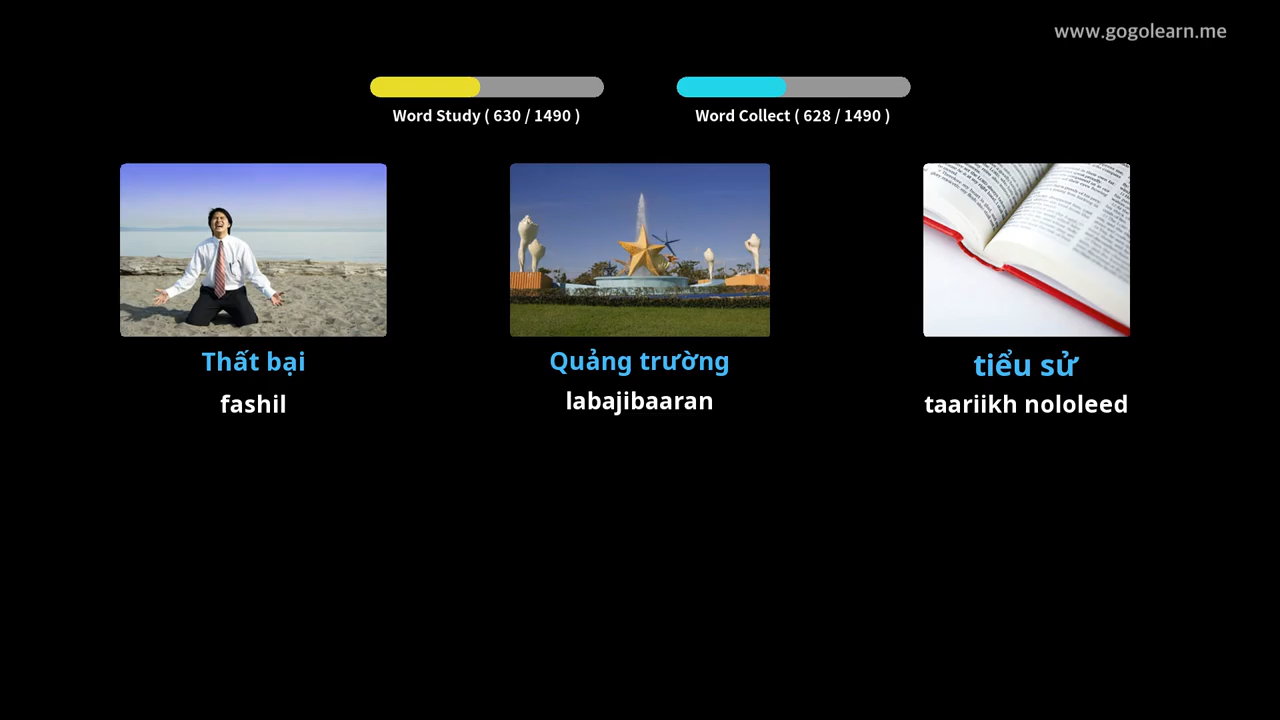 www.gogolearn.me
Word Study ( 630 / 1490 )
Word Collect ( 628 / 1490 )
Thất bại
fashil
Quảng trường
labajibaaran
tiểu sử
taariikh nololeed